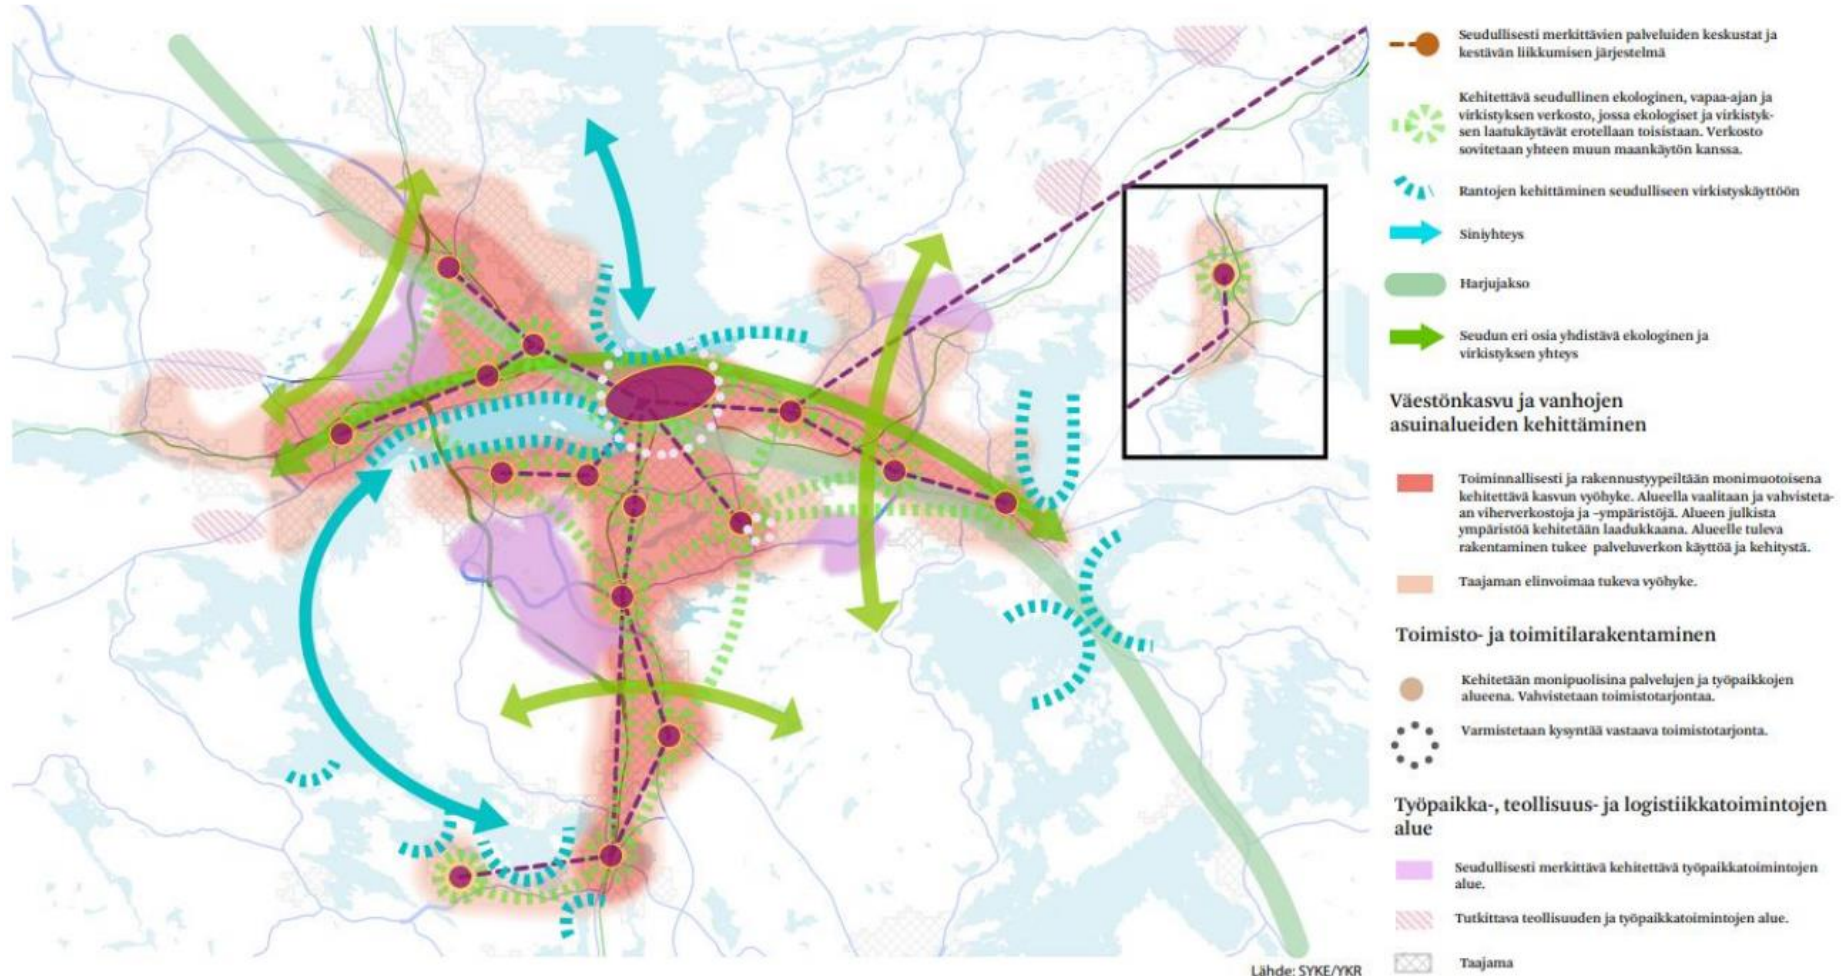 Seudullisesti merkittävien palveluiden keskustat ja
kestävän liikkumisen järjestelmä
Kehitettävä seudullinen ekologinen, vapaa-ajan ja
virkistyksen verkosto, jossa ekologiset ja virkistyk-
sen laatukäytävät erotellaan toisistaan. Verkosto
sovitetaan yhteen muun maankäytön kanssa.
Rantojen kehittäminen seudulliseen virkistyskäyttöön
Siniyhteys
Harjujakso
Seudun eri osia yhdistävä ekologinen ja
virkistyksen yhteys
Väestönkasvu ja vanhojen
asuinalueiden kehittäminen
Toiminnallisesti ja rakennustyypeiltään monimuotoisena
kehitettävä kasvun vyöhyke. Alueella vaalitaan ja vahvisteta-
an viherverkostoja ja -ympäristöjä. Alueen julkista
ympäristöä kehitetään laadukkaana. Alueelle tuleva
rakentaminen tukee palveluverkon käyttöä ja kehitystä.
Taajaman elinvoimaa tukeva vyöhyke.
Toimisto- ja toimitilarakentaminen
Kehitetään monipuolisina palvelujen ja työpaikkojen
alueena. Vahvistetaan toimistotarjontaa.
Varmistetaan kysyntää vastaava toimistotarjonta.
Työpaikka-, teollisuus- ja logistiikkatoimintojen
alue
Seudullisesti merkittävä kehitettävä työpaikkatoimintojen
alue.
Tutkittava teollisuuden ja työpaikkatoimintojen alue.
Taajama
Lähde: SYKE/YKR